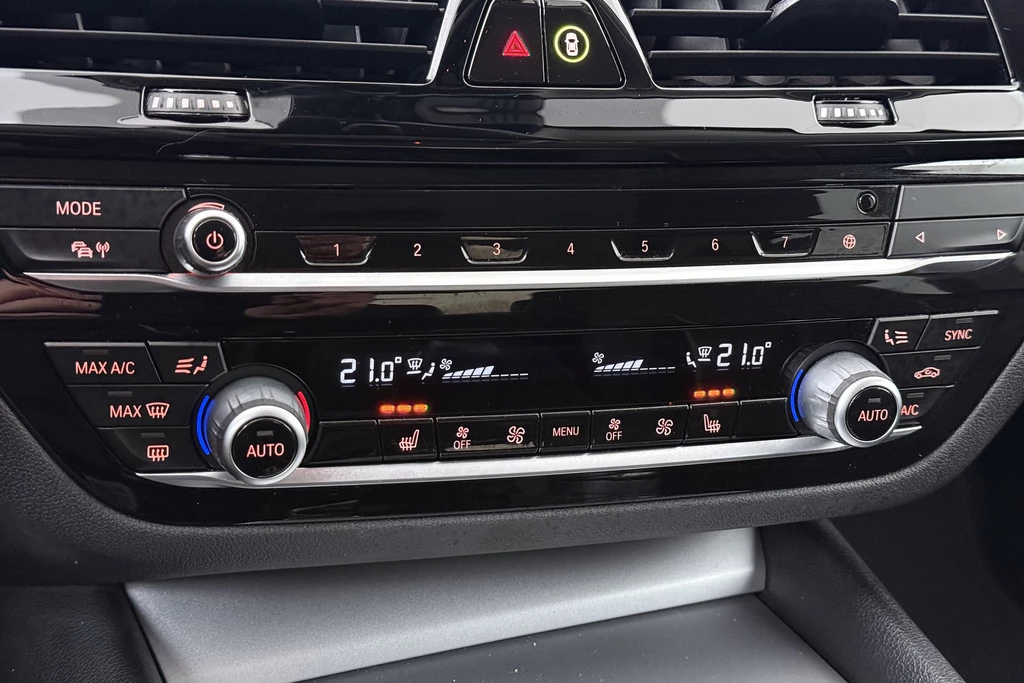 MODE
1 2 3 4 5 6 7
MAX A/C
21.0°
21.0°
SYNC
MAX
AUTO
OFF
MENU
OFF
AUTO
A/C